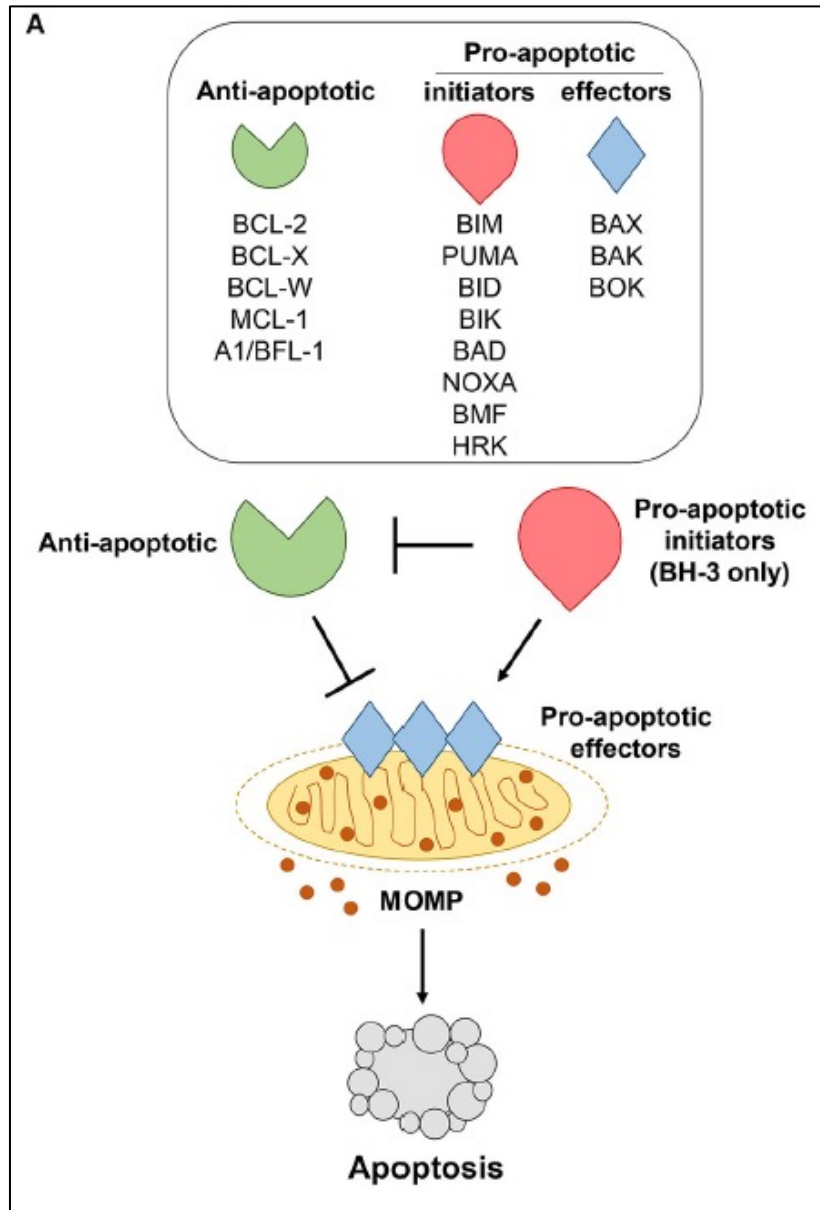 A
Pro-apoptotic
Anti-apoptotic initiators effectors
BCL-2 BIM BAX
BCL-X PUMA BAK
BCL-W BID BOK
MCL-1 BIK
A1/BFL-1 BAD
NOXA
BMF
HRK
Anti-apoptotic
Pro-apoptotic
initiators
(BH-3 only)
Pro-apoptotic
effectors
MOMP
Apoptosis